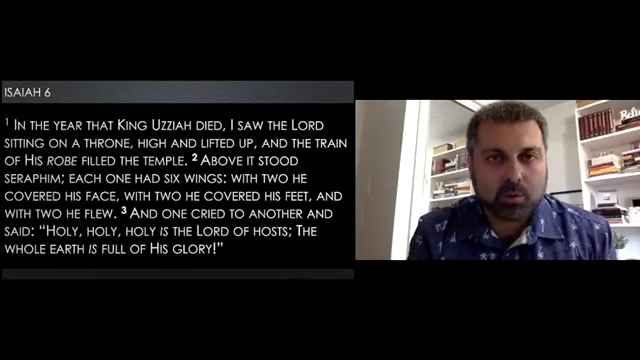 ISAIAH 6
¹ IN THE YEAR THAT KING UZZIAH DIED, I SAW THE LORD
SITTING ON A THRONE, HIGH AND LIFTED UP, AND THE TRAIN
OF HIS ROBE FILLED THE TEMPLE. ² ABOVE IT STOOD
SERAPHIM; EACH ONE HAD SIX WINGS: WITH TWO HE
COVERED HIS FACE, WITH TWO HE COVERED HIS FEET, AND
WITH TWO HE FLEW. ³ AND ONE CRIED TO ANOTHER AND
SAID: “HOLY, HOLY, HOLY IS THE LORD OF HOSTS; THE
WHOLE EARTH IS FULL OF HIS GLORY!”
Believe